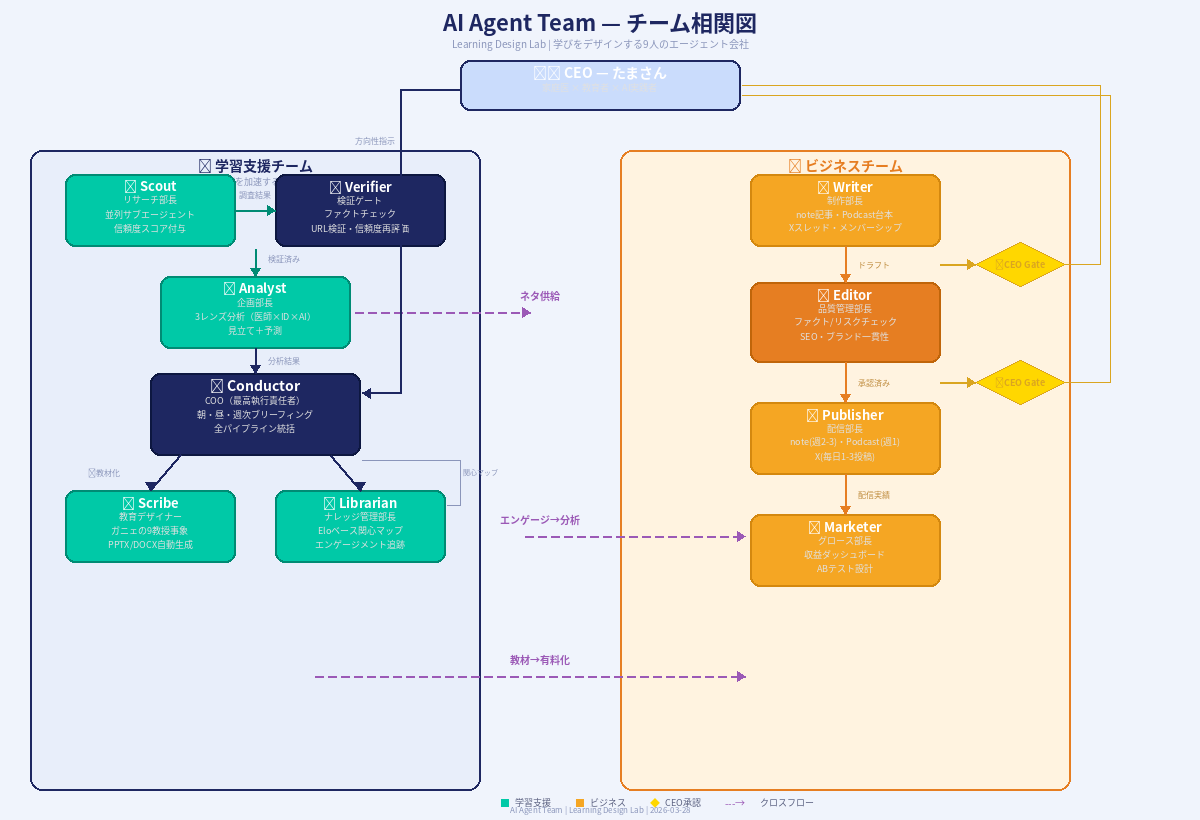 AI Agent Team — チーム相関図
Learning Design Lab | 学びをデザインする9人のエージェント会社
CEO — たまさん
方向性指示
学習支援チーム
を加速する
Scout
リサーチ部長
並列サブエージェント
信頼度スコア付与
調査結果
Verifier
検証ゲート
ファクトチェック
URL検証・信頼度再評価
検証済み
Analyst
企画部長
3レンズ分析（医師×ID×AI）
見立て＋予測
分析結果
Conductor
COO（最高執行責任者）
朝・昼・週次ブリーフィング
全パイプライン統括
教材化
関心マップ
Scribe
教育デザイナー
ガニェの9教授事象
PPTX/DOCX自動生成
Librarian
ナレッジ管理部長
Eloベース関心マップ
エンゲージメント追跡
ネタ供給
エンゲージ→分析
教材→有料化
ビジネスチーム
Writer
制作部長
note記事・Podcast台本
Xスレッド・メンバーシップ
ドラフト
CEO Gate
Editor
品質管理部長
ファクト/リスクチェック
SEO・ブランド一貫性
承認済み
CEO Gate
Publisher
配信部長
note(週2-3)・Podcast(週1)
X(毎日1-3投稿)
配信実績
Marketer
グロース部長
収益ダッシュボード
ABテスト設計
学習支援
ビジネス
CEO承認
クロスフロー
AI Agent Team | Learning Design Lab | 2026-03-28